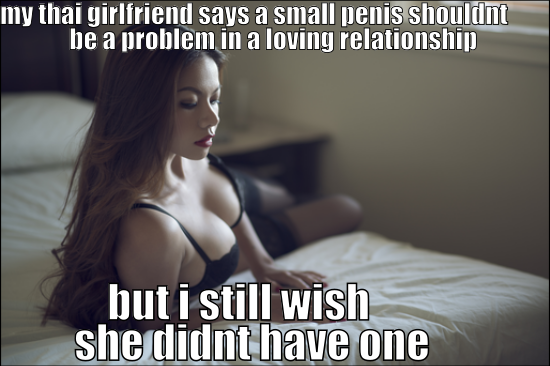 my thai girlfriend says a small penis shouldnt
be a problem in a loving relationship
but i still wish
she didnt have one